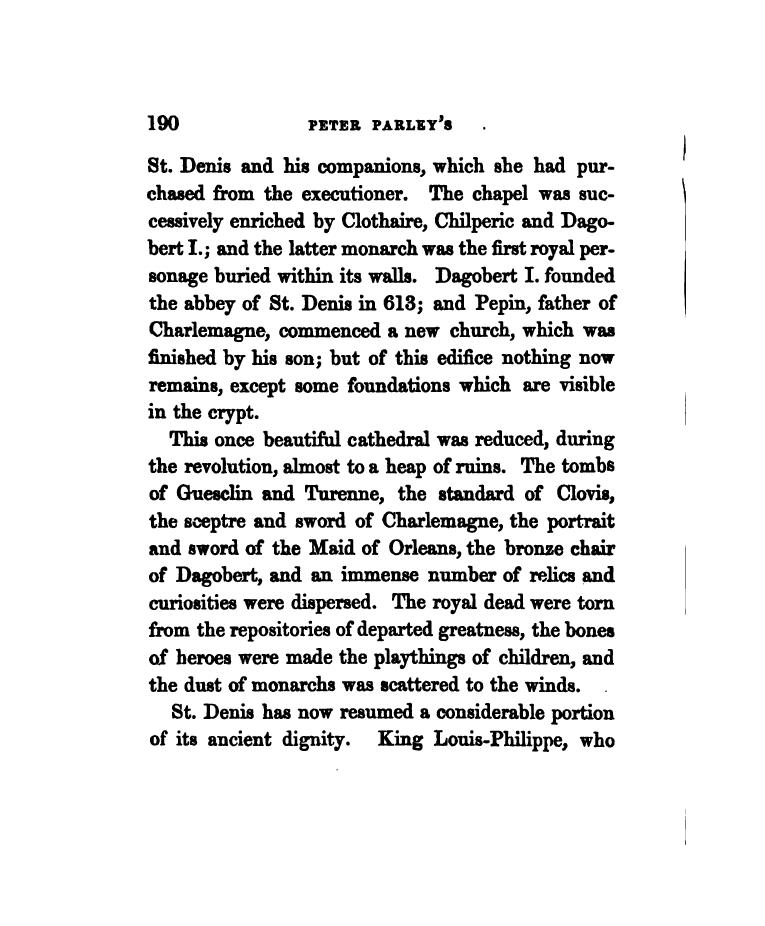 190 PETER PARLEY'S
St. Denis and his companions, which she had pur-
chased from the executioner. The chapel was suc-
cessively enriched by Clothaire, Chilperic and Dago-
bert I.; and the latter monarch was the first royal per-
sonage buried within its walls. Dagobert I. founded
the abbey of St. Denis in 613; and Pepin, father of
Charlemagne, commenced a new church, which was
finished by his son; but of this edifice nothing now
remains, except some foundations which are visible
in the crypt.
This once beautiful cathedral was reduced, during
the revolution, almost to a heap of ruins. The tombs
of Guesclin and Turenne, the standard of Clovis,
the sceptre and sword of Charlemagne, the portrait
and sword of the Maid of Orleans, the bronze chair
of Dagobert, and an immense number of relics and
curiosities were dispersed. The royal dead were torn
from the repositories of departed greatness, the bones
of heroes were made the playthings of children, and
the dust of monarchs was scattered to the winds.
St. Denis has now resumed a considerable portion
of its ancient dignity. King Louis-Philippe, who